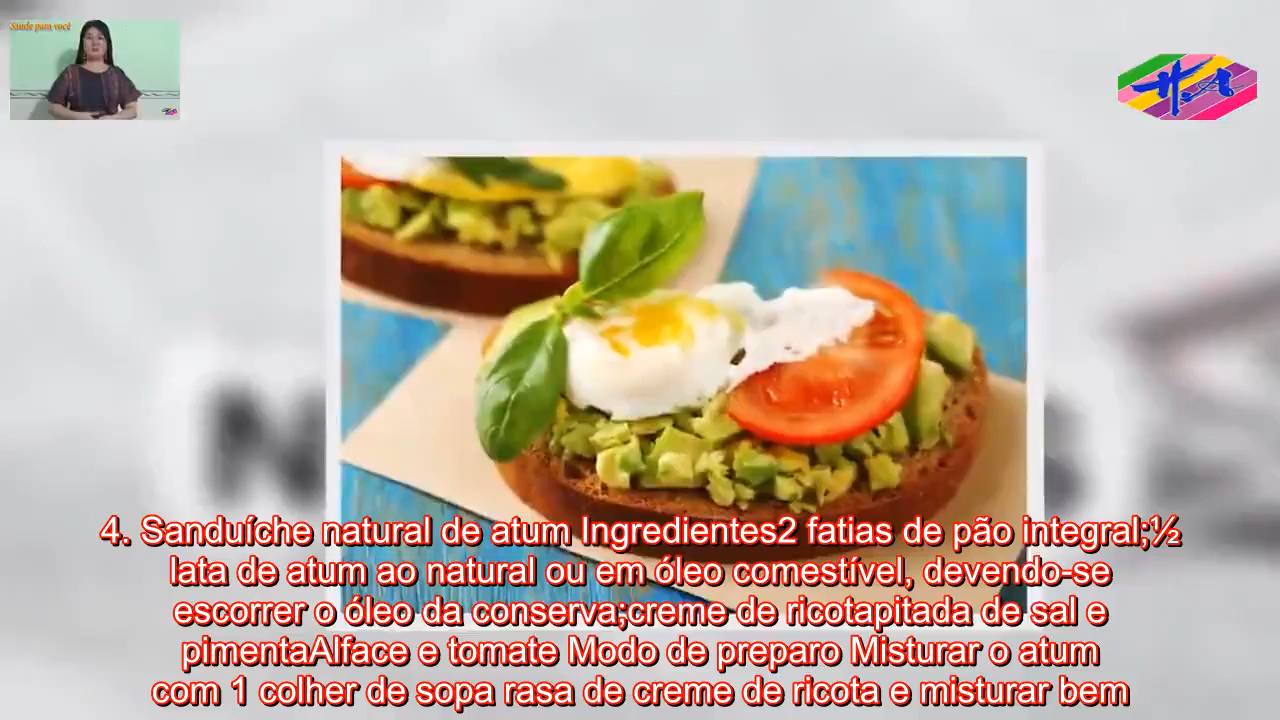 Saúde para você
H.A
4. Sanduíche natural de atum Ingredientes2 fatias de pão integral;½
lata de atum ao natural ou em óleo comestível, devendo-se
escorrer o óleo da conserva;creme de ricotapitada de sal e
pimentaAlface e tomate Modo de preparo Misturar o atum
com 1 colher de sopa rasa de creme de ricota e misturar bem